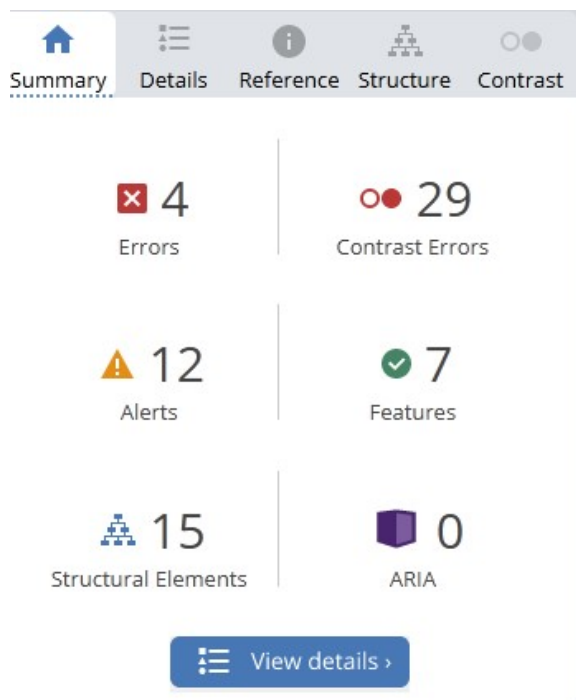 Summary Details Reference Structure Contrast
4 29
Errors Contrast Errors
12 7
Alerts Features
15 0
Structural Elements ARIA
View details ›